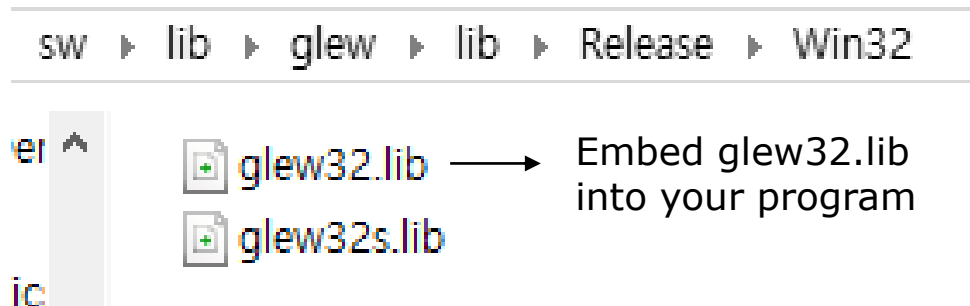 sw ▸ lib ▸ glew ▸ lib ▸ Release ▸ Win32
glew32.lib
Embed glew32.lib
into your program
glew32s.lib